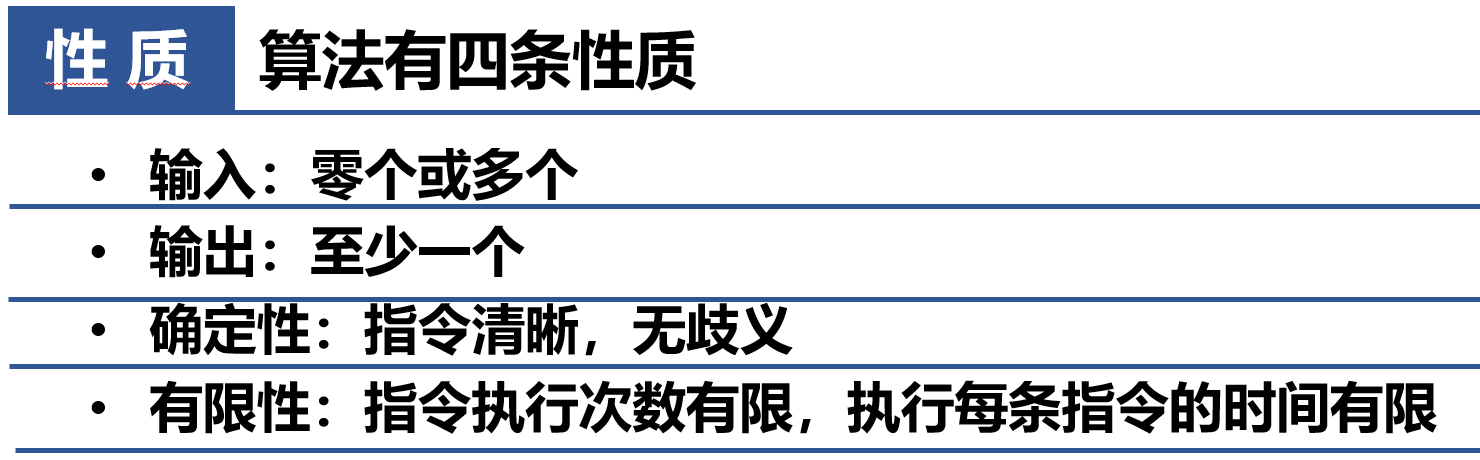 性 质 算法有四条性质
• 输入：零个或多个
• 输出：至少一个
• 确定性：指令清晰，无歧义
• 有限性：指令执行次数有限，执行每条指令的时间有限